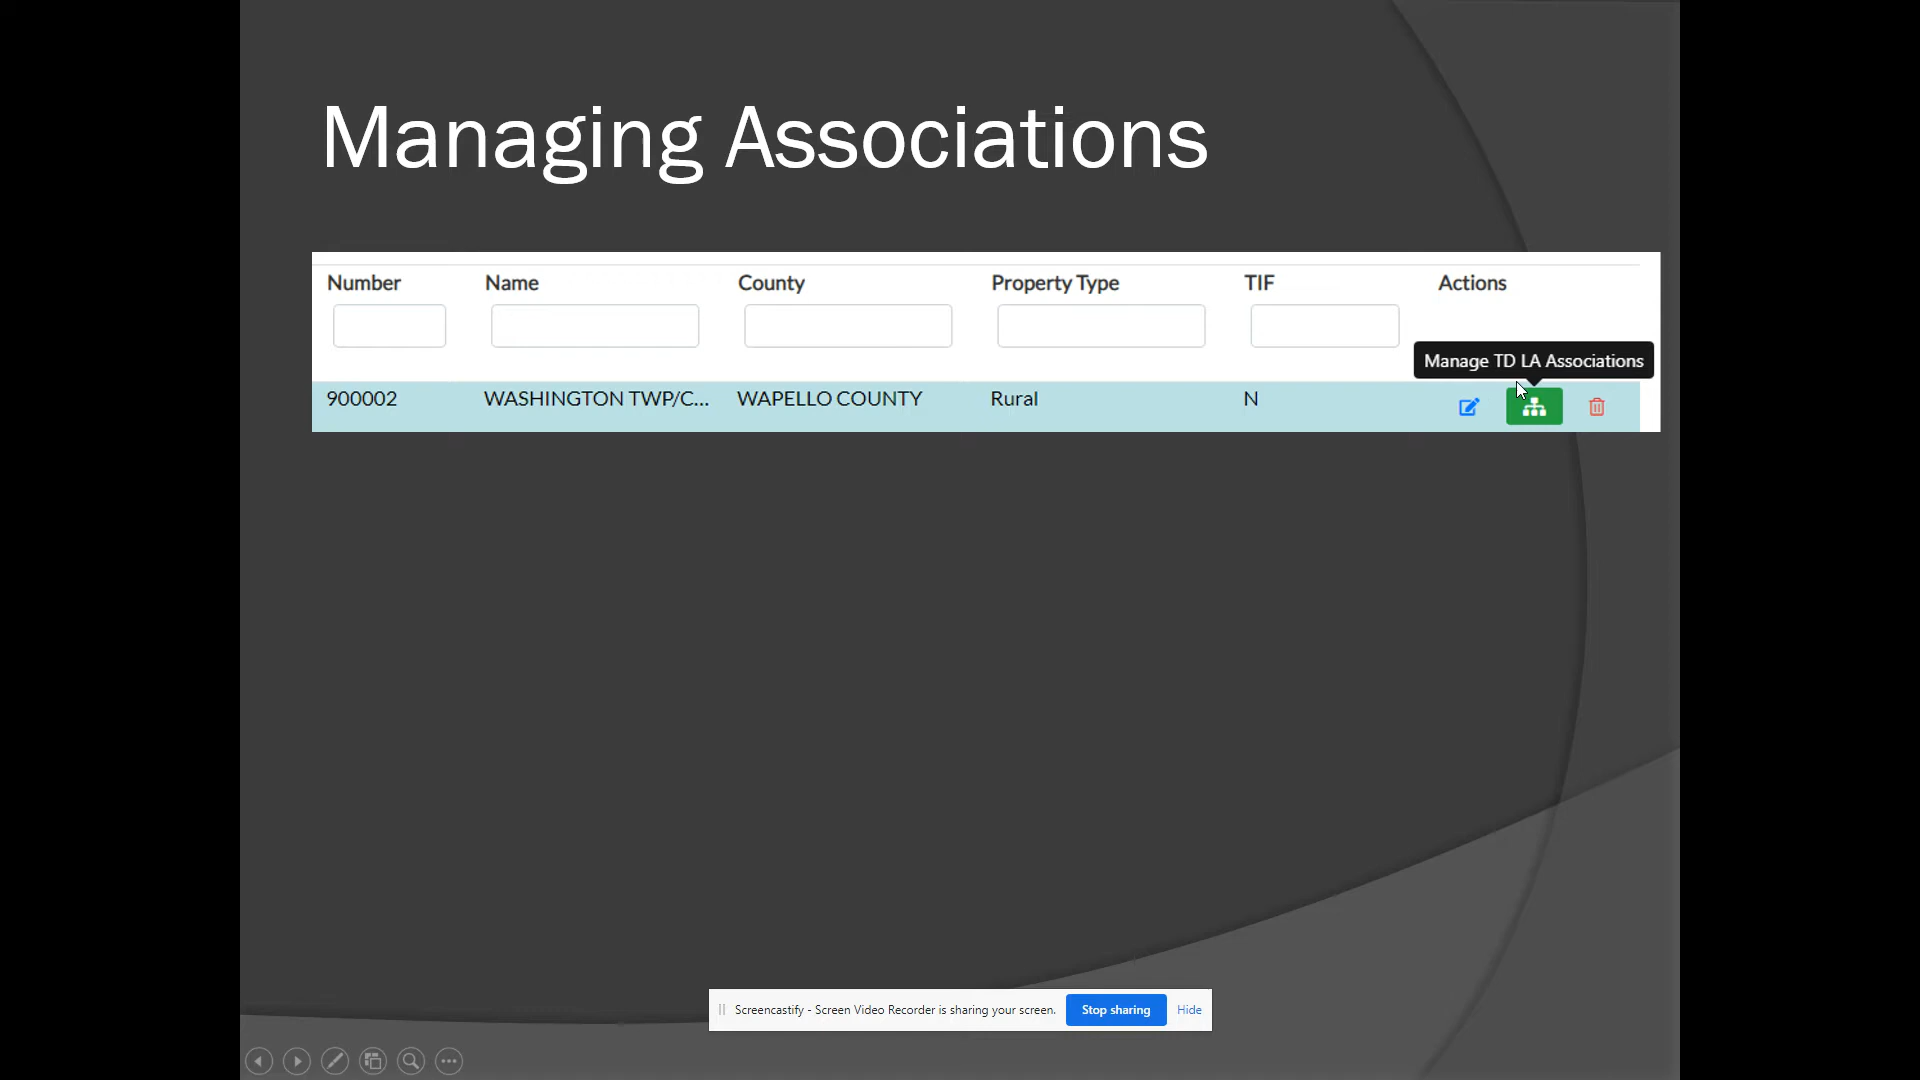 Managing Associations
Number Name County Property Type TIF Actions
Manage TD LA Associations
900002 WASHINGTON TWP/C... WAPELLO COUNTY Rural N
Screencastify - Screen Video Recorder is sharing your screen. Stop sharing Hide